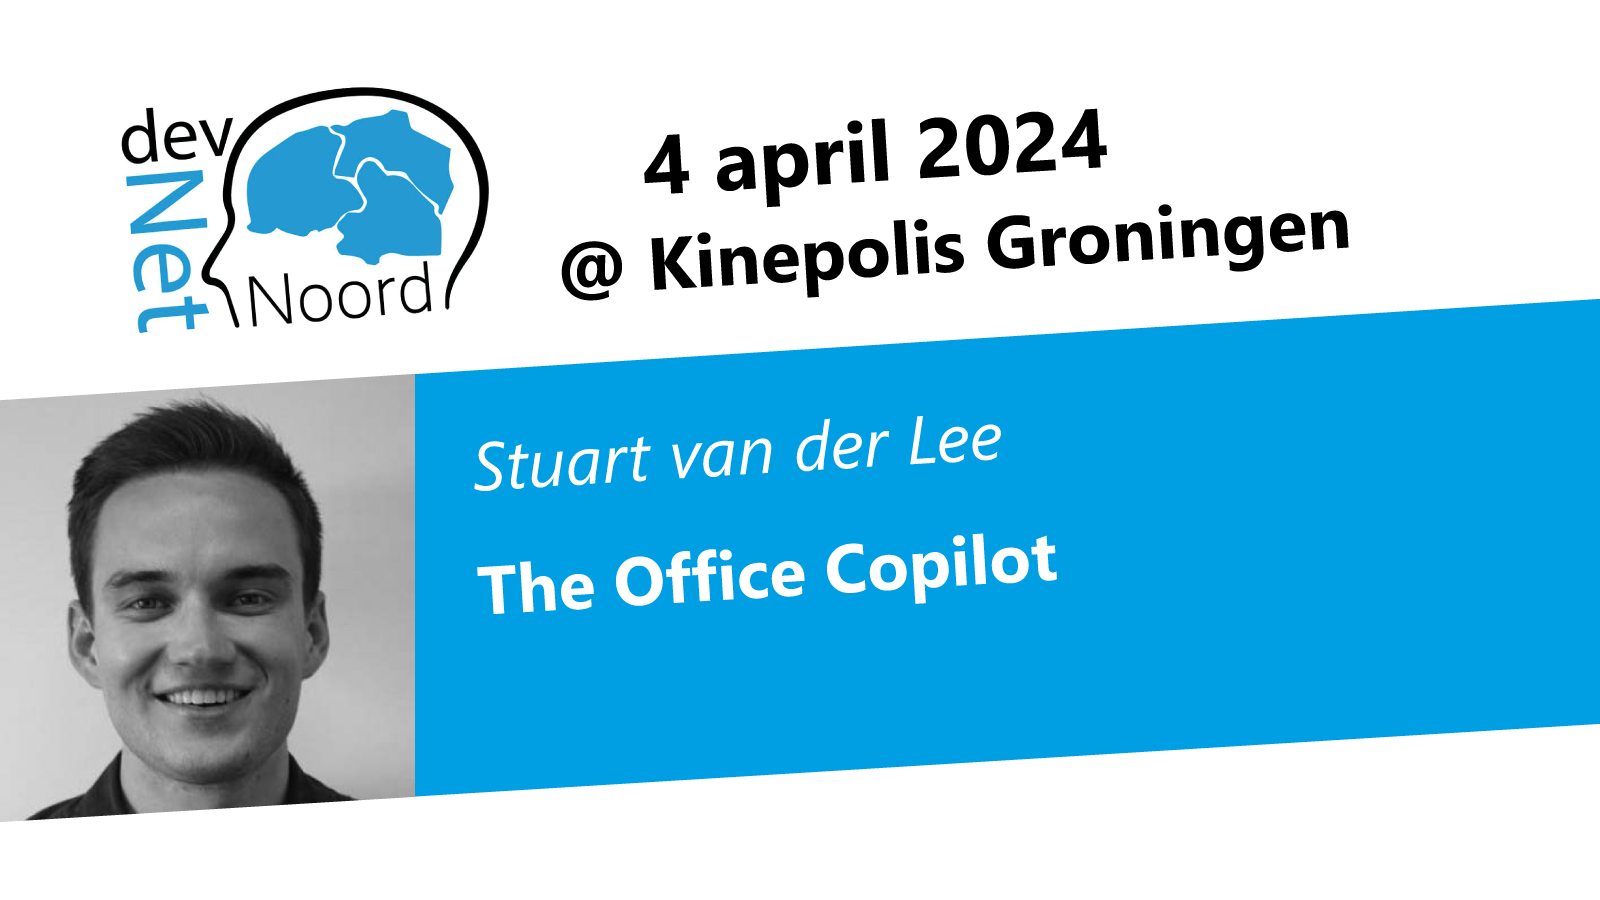 dev
Net
Noord
4 april 2024
@ Kinepolis Groningen
Stuart van der Lee
The Office Copilot